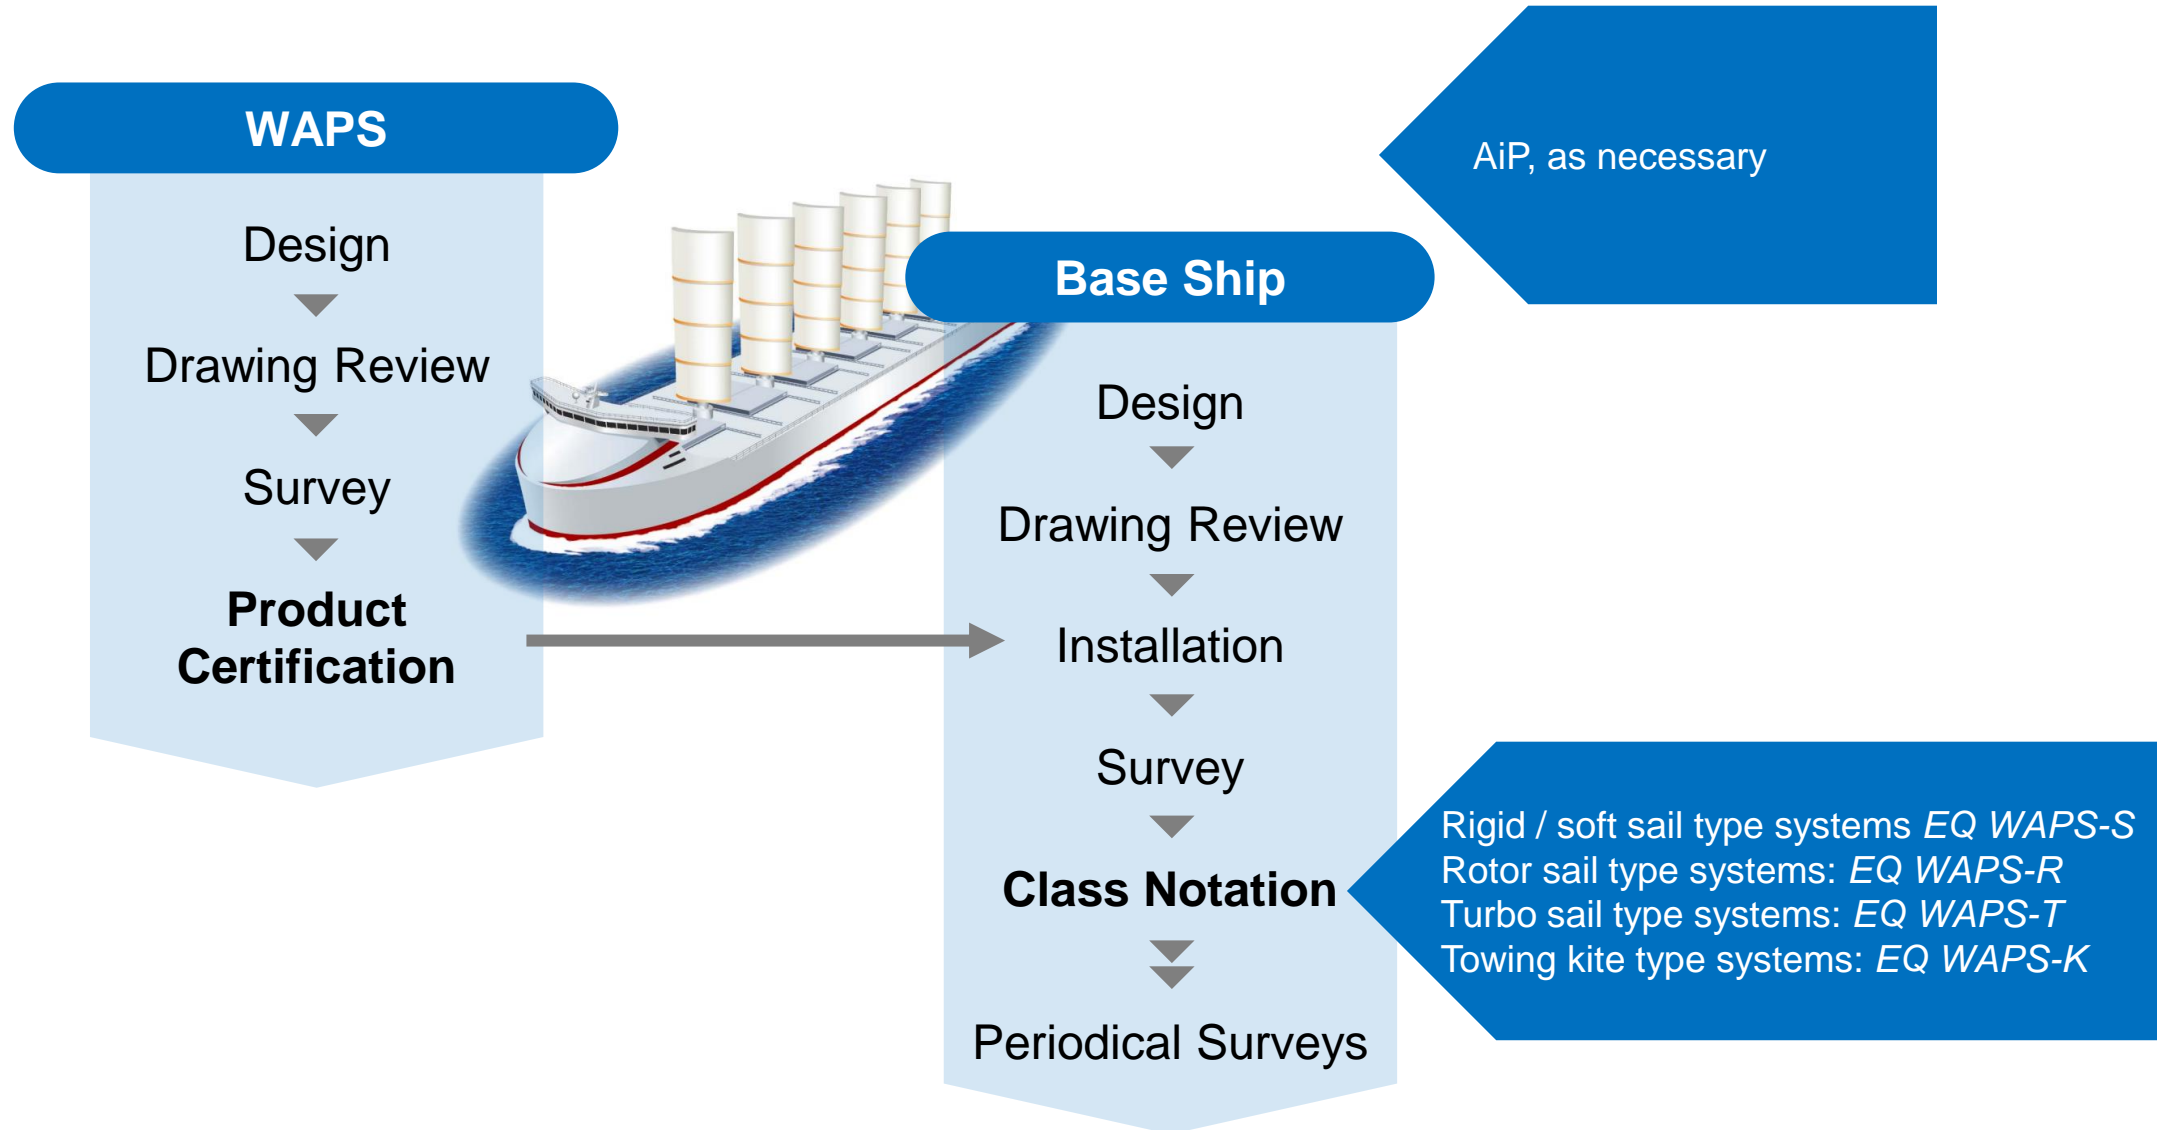 WAPS
Design
Drawing Review
Survey
Product
Certification
Base Ship
Design
Drawing Review
Installation
Survey
Class Notation
Periodical Surveys
AiP, as necessary
Rigid / soft sail type systems EQ WAPS-S
Rotor sail type systems: EQ WAPS-R
Turbo sail type systems: EQ WAPS-T
Towing kite type systems: EQ WAPS-K